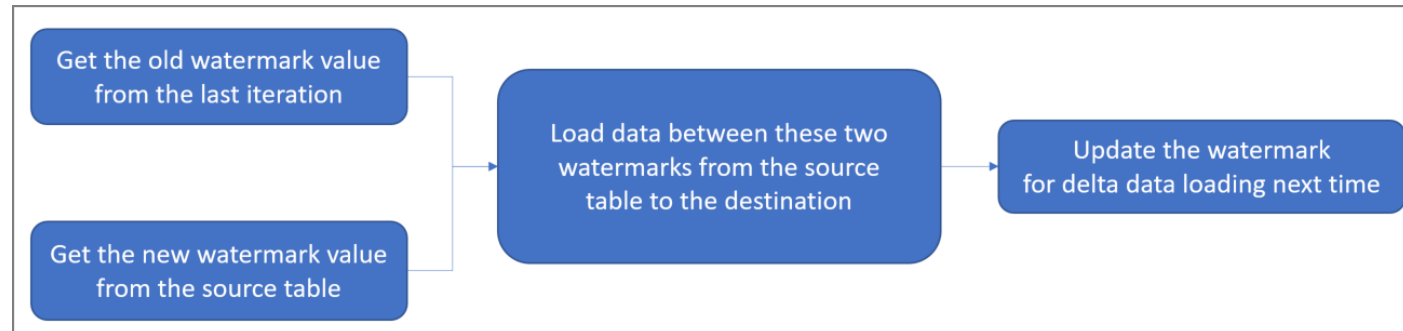 Get the old watermark value
from the last iteration
Get the new watermark value
from the source table
Load data between these two
watermarks from the source
table to the destination
Update the watermark
for delta data loading next time